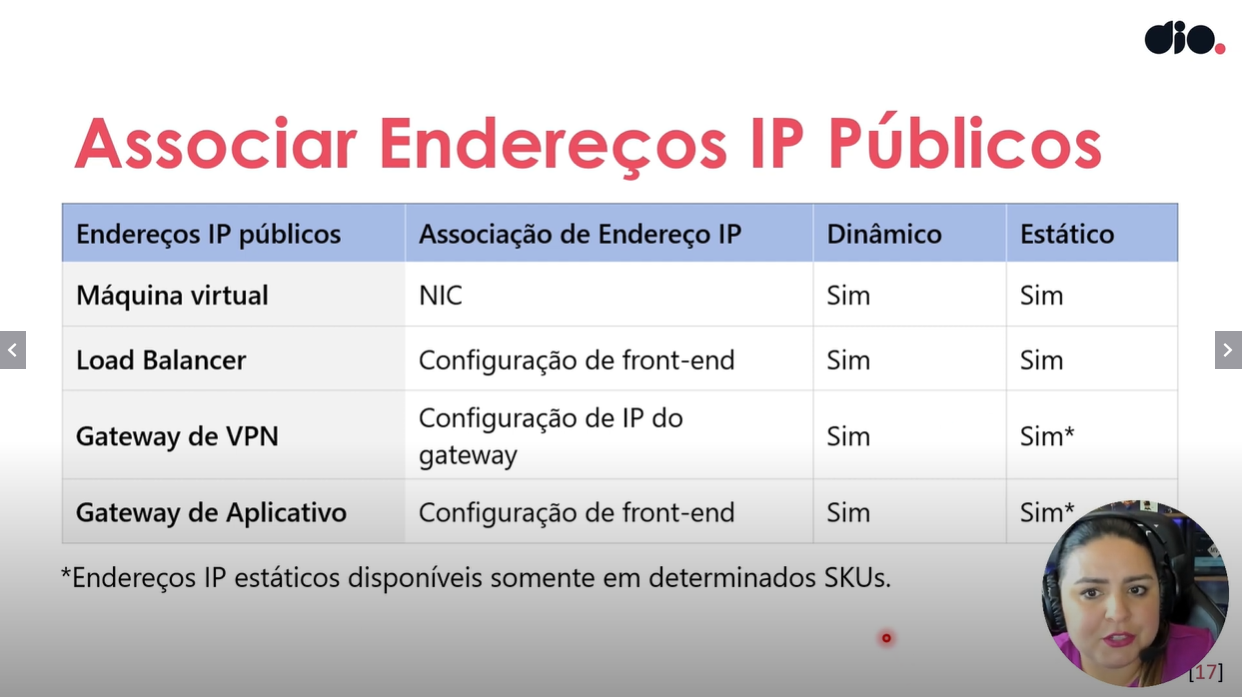 dio.
Associar Endereços IP Públicos
Endereços IP públicos Associação de Endereço IP Dinâmico Estático
Máquina virtual NIC Sim Sim
Load Balancer Configuração de front-end Sim Sim
Gateway de VPN Configuração de IP do gateway Sim Sim*
Gateway de Aplicativo Configuração de front-end Sim Sim*
*Endereços IP estáticos disponíveis somente em determinados SKUs.
[17]